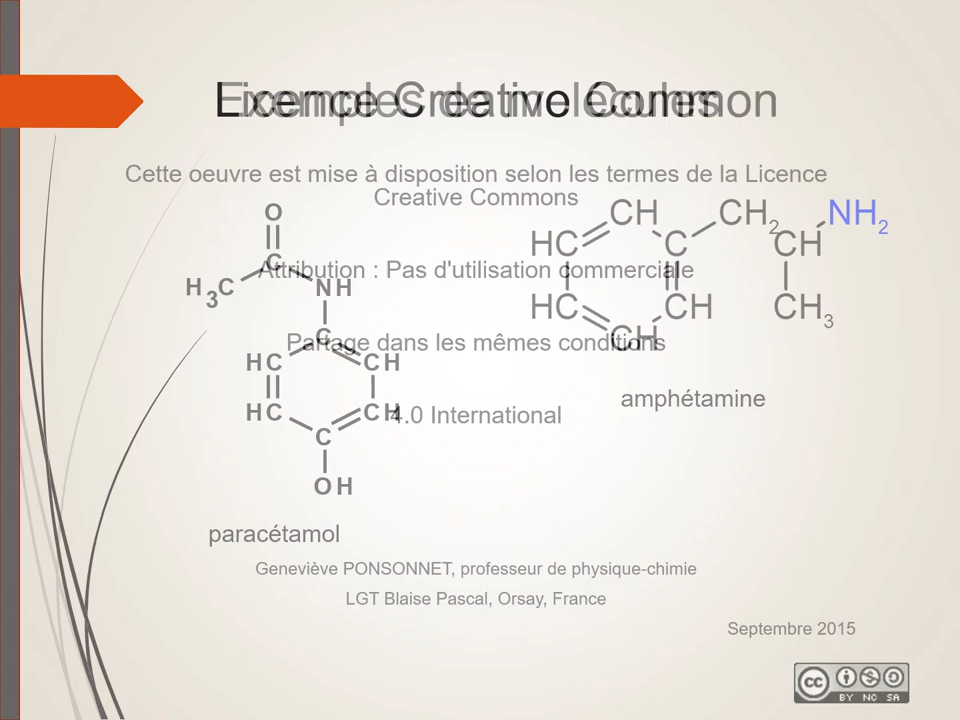 Exemples de molécules
Licence Creative Common
Cette oeuvre est mise à disposition selon les termes de la Licence
Creative Commons
Attribution : Pas d'utilisation commerciale
Partage dans les mêmes conditions
4.0 International
O
C
H3C
NH
C
HC
CH
HC
CH
C
OH
paracétamol
CH
CH2
NH2
HC
C
CH
HC
CH
CH3
CH
amphétamine
Geneviève PONSONNET, professeur de physique-chimie
LGT Blaise Pascal, Orsay, France
Septembre 2015
cc
BY NC SA